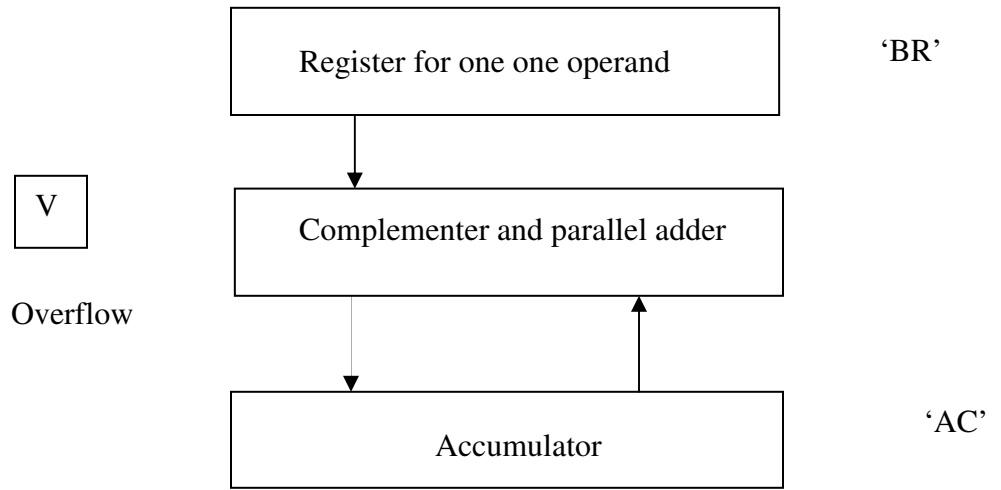 Register for one one operand
‘BR’
V
Complementer and parallel adder
Overflow
Accumulator
‘AC’